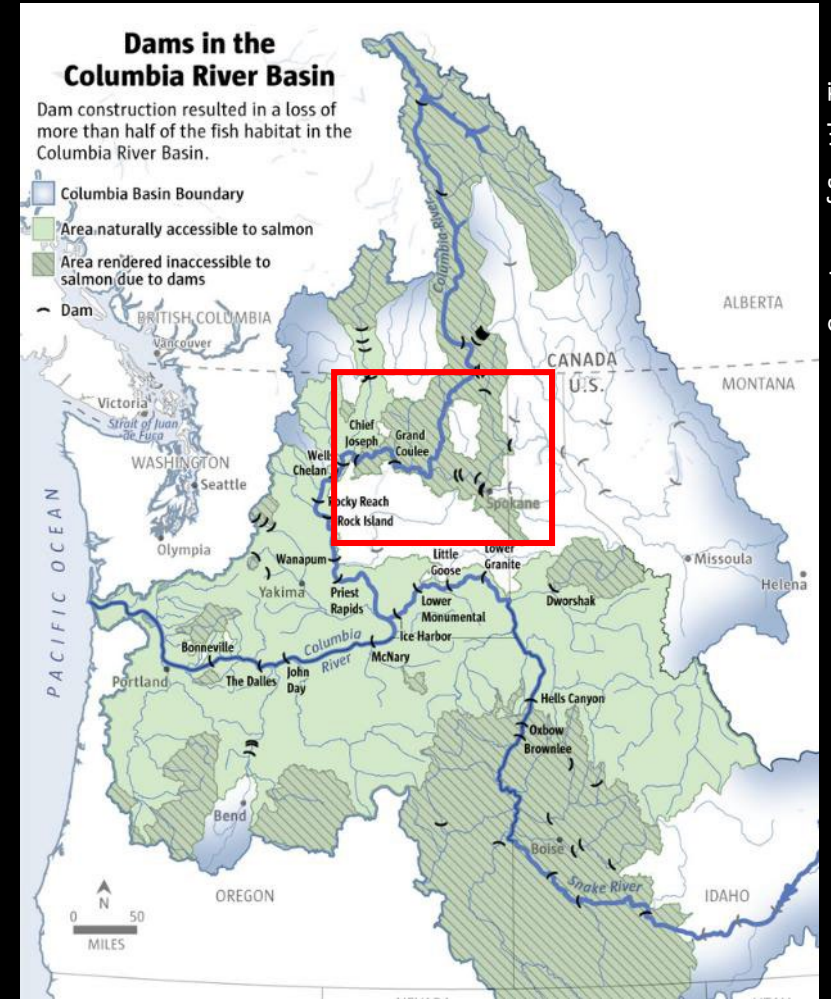 Dams in the
Columbia River Basin
Dam construction resulted in a loss of
more than half of the fish habitat in the
Columbia River Basin.
Columbia Basin Boundary
Area naturally accessible to salmon
Area rendered inaccessible to
salmon due to dams
Dam
Columbia River
BRITISH COLUMBIA
ALBERTA
Vancouver
CANADA
U.S.
MONTANA
Victoria
Strait of Juan
de Fuca
Chief
Joseph
Grand
Coulee
Wells
Chelan
WASHINGTON
Seattle
Rocky Reach
Spokane
Rock Island
PACIFIC OCEAN
Olympia
Wanapum
Little
Goose
Lower
Granite
Missoula
Helena
Yakima
Priest
Rapids
Lower
Monumental
Dworshak
Ice Harbor
Columbia
River
Bonneville
McNary
Portland
The Dalles
John
Day
Hells Canyon
Oxbow
Brownlee
Bend
Boise
Snake River
N
0 50
MILES
OREGON
IDAHO